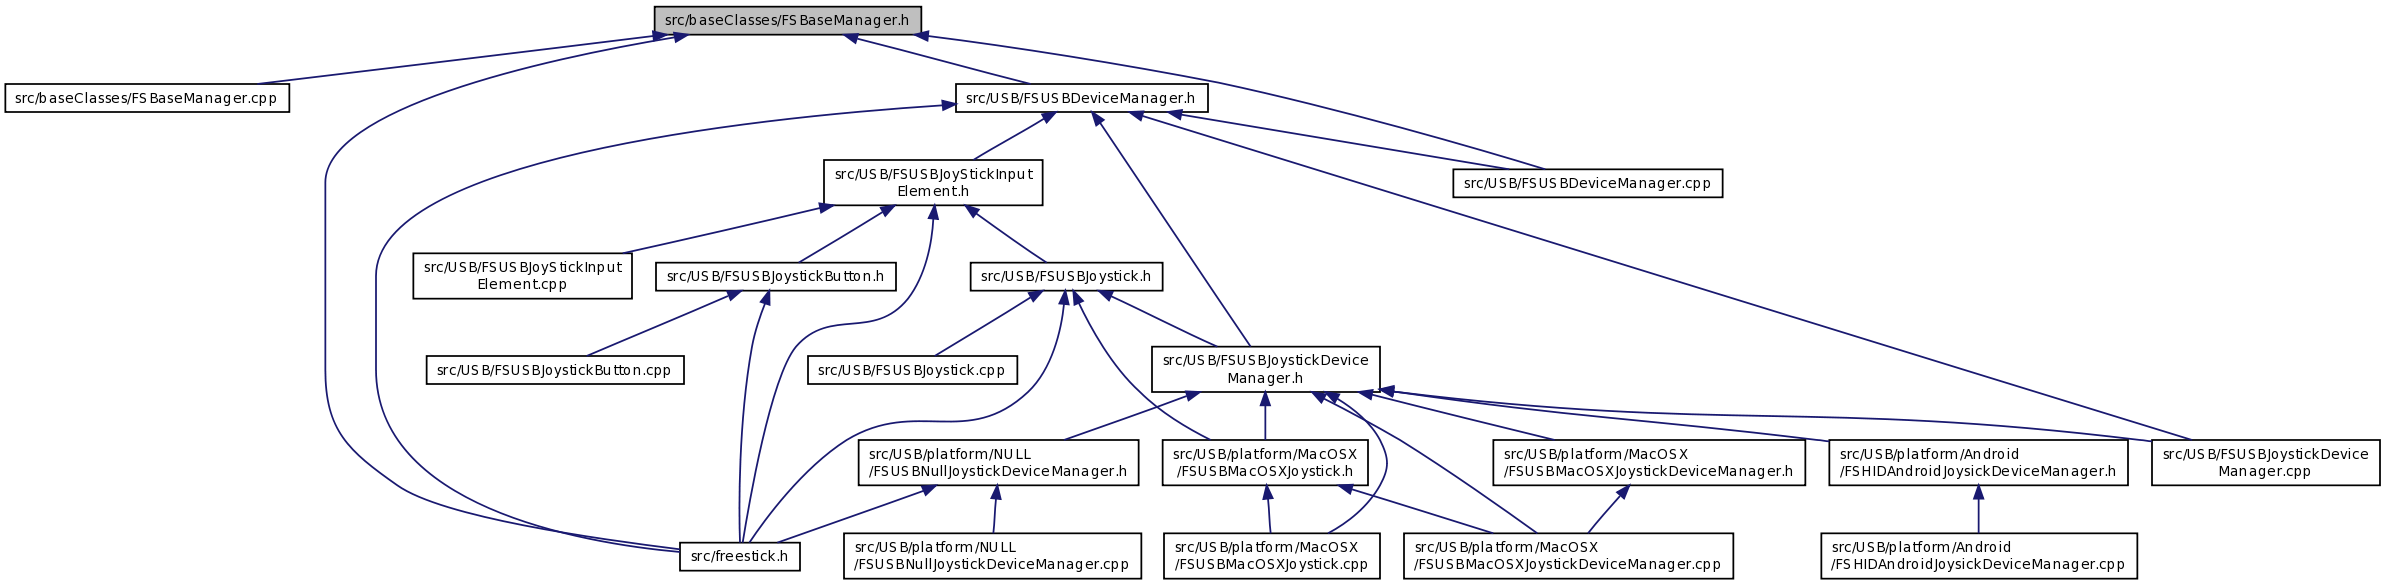 src/baseClasses/FSBaseManager.h
src/baseClasses/FSBaseManager.cpp
src/USB/FSUSBDeviceManager.h
src/USB/FSUSBJoyStickInput
Element.h
src/USB/FSUSBDeviceManager.cpp
src/USB/FSUSBJoyStickInput
Element.cpp
src/USB/FSUSBJoystickButton.h
src/USB/FSUSBJoystick.h
src/USB/FSUSBJoystickButton.cpp
src/USB/FSUSBJoystick.cpp
src/USB/FSUSBJoystickDevice
Manager.h
src/USB/platform/NULL
/FSUSBNullJoystickDeviceManager.h
src/USB/platform/MacOSX
/FSUSBMacOSXJoystick.h
src/USB/platform/MacOSX
/FSUSBMacOSXJoystickDeviceManager.h
src/USB/platform/Android
/FSHIDAndroidJoysickDeviceManager.h
src/USB/FSUSBJoystickDevice
Manager.cpp
src/freestick.h
src/USB/platform/NULL
/FSUSBNullJoystickDeviceManager.cpp
src/USB/platform/MacOSX
/FSUSBMacOSXJoystick.cpp
src/USB/platform/MacOSX
/FSUSBMacOSXJoystickDeviceManager.cpp
src/USB/platform/Android
/FSHIDAndroidJoysickDeviceManager.cpp